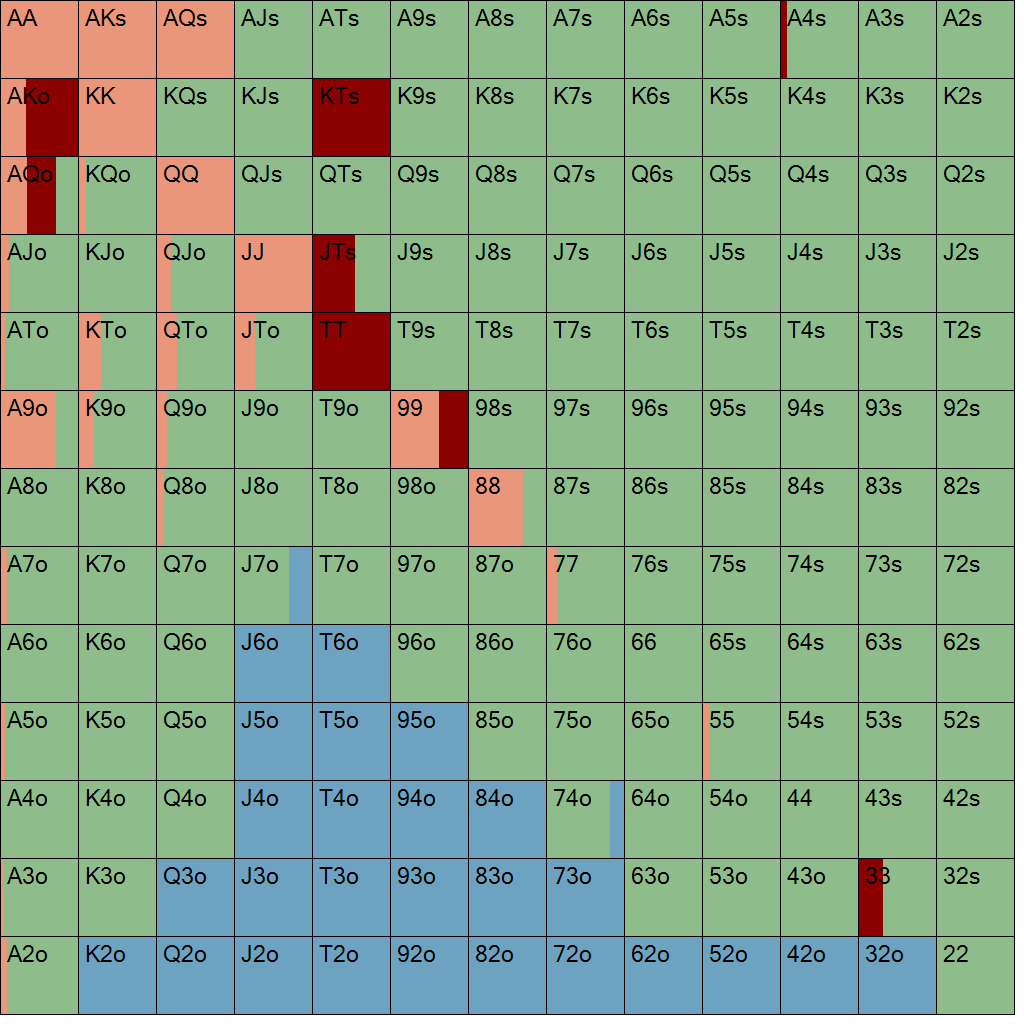 AA AKs AQs AJs ATs A9s A8s A7s A6s A5s A4s A3s A2s
AKo KK KQs KJs KTs K9s K8s K7s K6s K5s K4s K3s K2s
AQo KQo QQ QJs QTs Q9s Q8s Q7s Q6s Q5s Q4s Q3s Q2s
AJo KJo QJo JJ JTs J9s J8s J7s J6s J5s J4s J3s J2s
ATo KTo QTo JTo TT T9s T8s T7s T6s T5s T4s T3s T2s
A9o K9o Q9o J9o T9o 99 98s 97s 96s 95s 94s 93s 92s
A8o K8o Q8o J8o T8o 98o 88 87s 86s 85s 84s 83s 82s
A7o K7o Q7o J7o T7o 97o 87o 77 76s 75s 74s 73s 72s
A6o K6o Q6o J6o T6o 96o 86o 76o 66 65s 64s 63s 62s
A5o K5o Q5o J5o T5o 95o 85o 75o 65o 55 54s 53s 52s
A4o K4o Q4o J4o T4o 94o 84o 74o 64o 54o 44 43s 42s
A3o K3o Q3o J3o T3o 93o 83o 73o 63o 53o 43o 33 32s
A2o K2o Q2o J2o T2o 92o 82o 72o 62o 52o 42o 32o 22